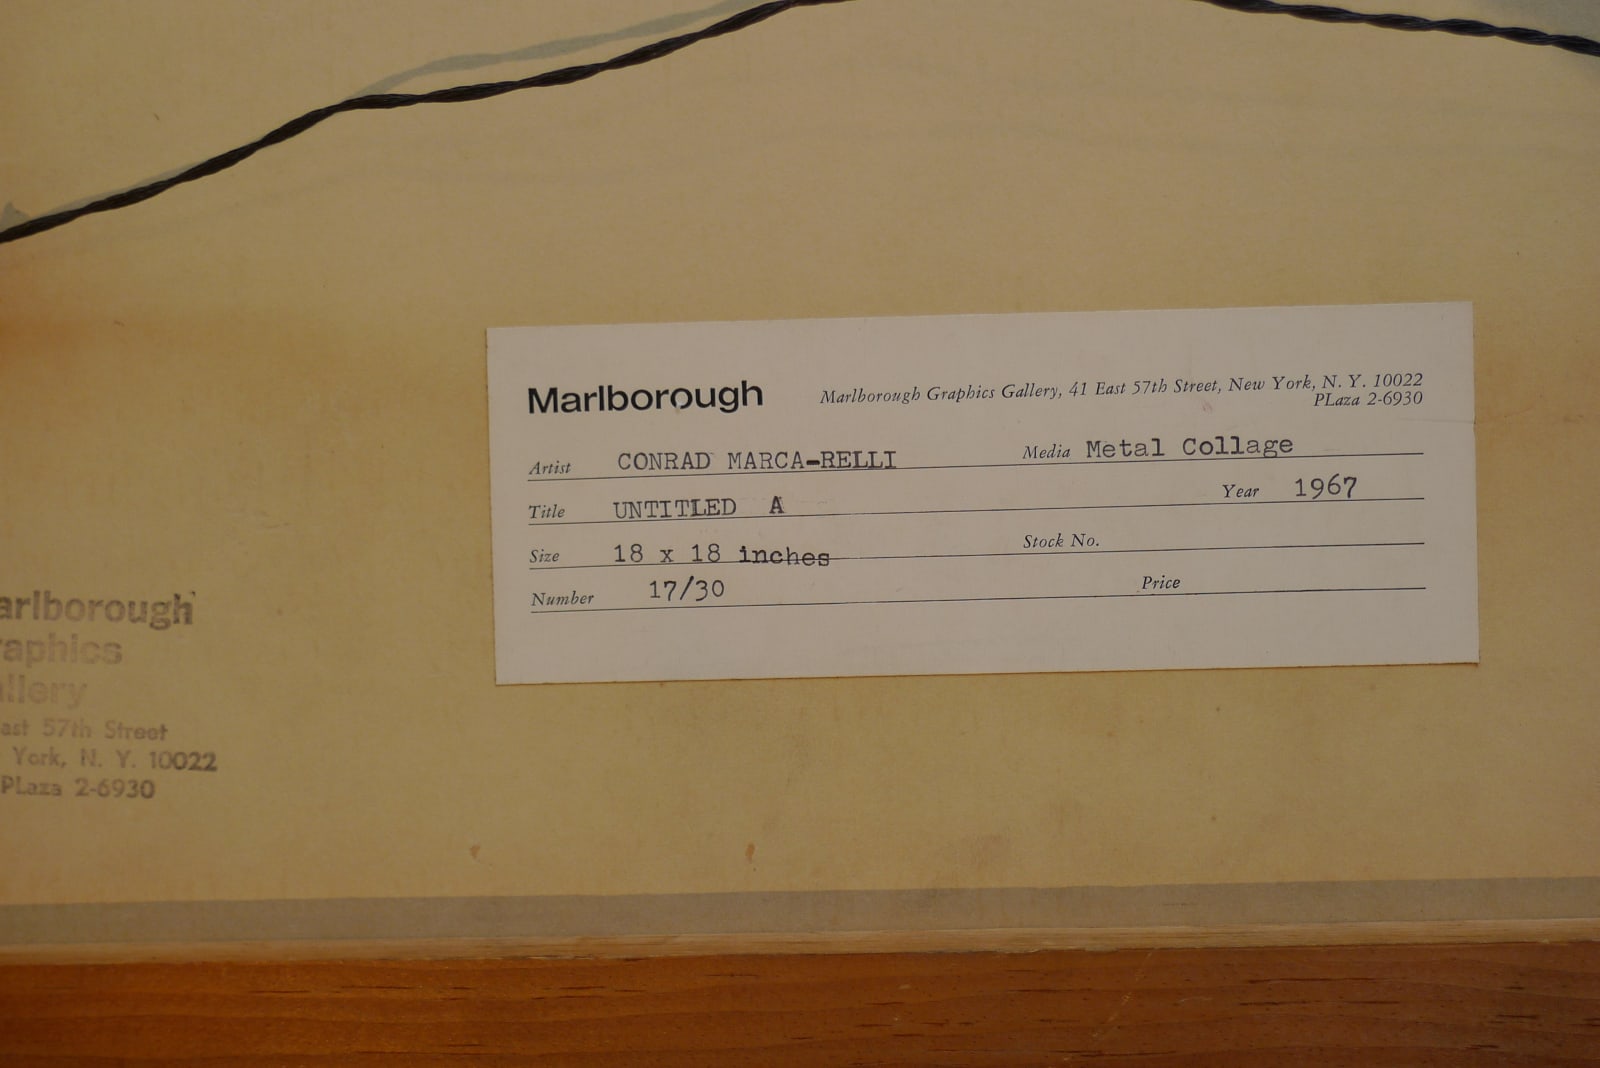 Marlborough
Marlborough Graphics Gallery, 41 East 57th Street, New York, N. Y. 10022
PLaza 2-6930
Artist CONRAD MARCA-RELLI Media Metal Collage
Title UNTITLED A Year 1967
Size 18 x 18 inches Stock No.
Number 17/30 Price
arlborough
raphics
allery
ast 57th Street
York, N. Y. 10022
PLaza 2-6930